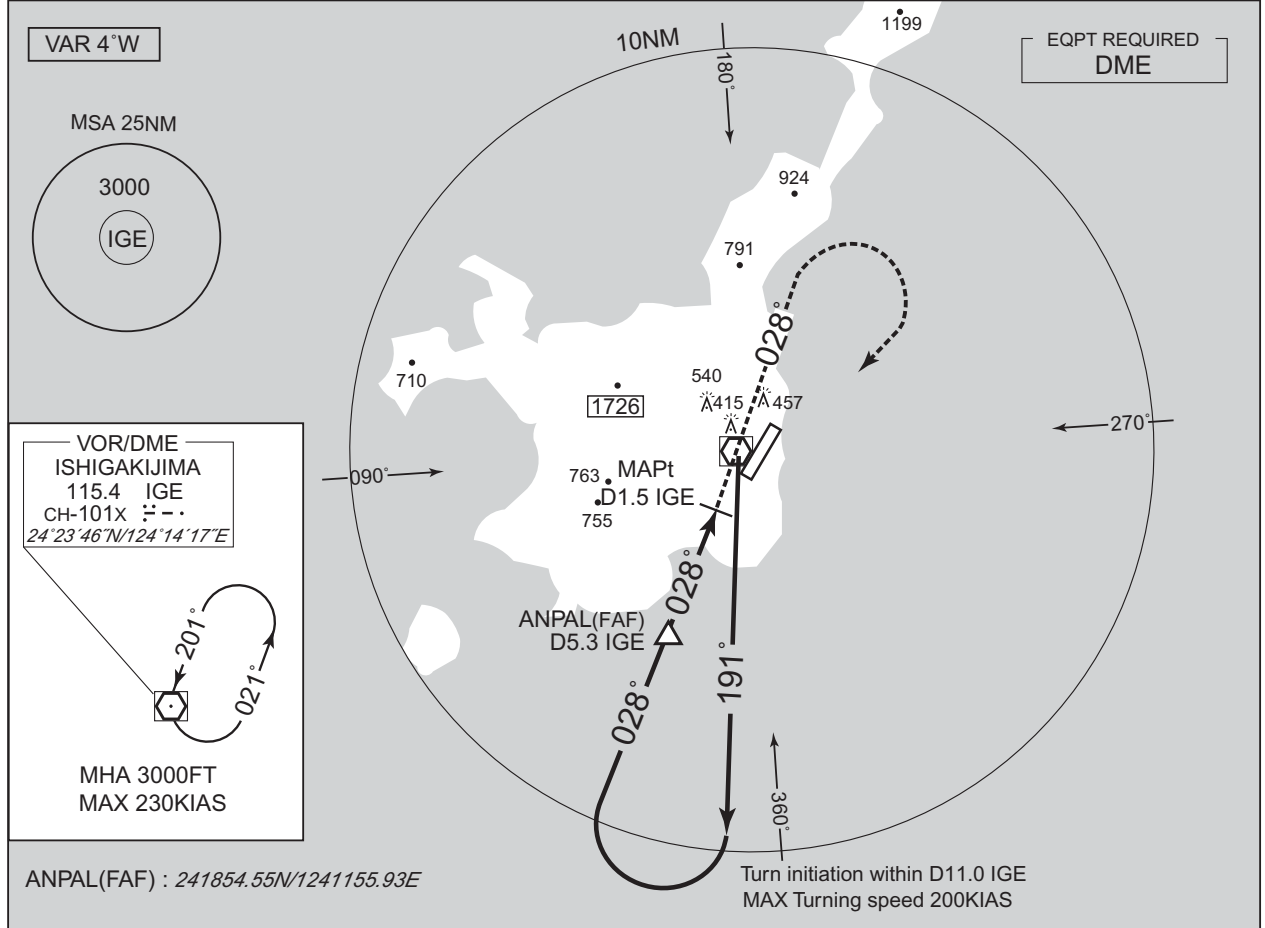 VAR 4°W
10NM
180°
1199
EQPT REQUIRED
DME
MSA 25NM
3000
IGE
924
791
028°
710
1726
540
415
457
270°
090°
763
MAPt
D1.5 IGE
755
VOR/DME
ISHIGAKIJIMA
115.4 IGE
CH-101X
24°23´46˝N/124°14´17˝E
028°
ANPAL(FAF)
D5.3 IGE
191°
028°
201°
021°
MHA 3000FT
MAX 230KIAS
360°
Turn initiation within D11.0 IGE
MAX Turning speed 200KIAS
ANPAL(FAF) : 241854.55N/1241155.93E